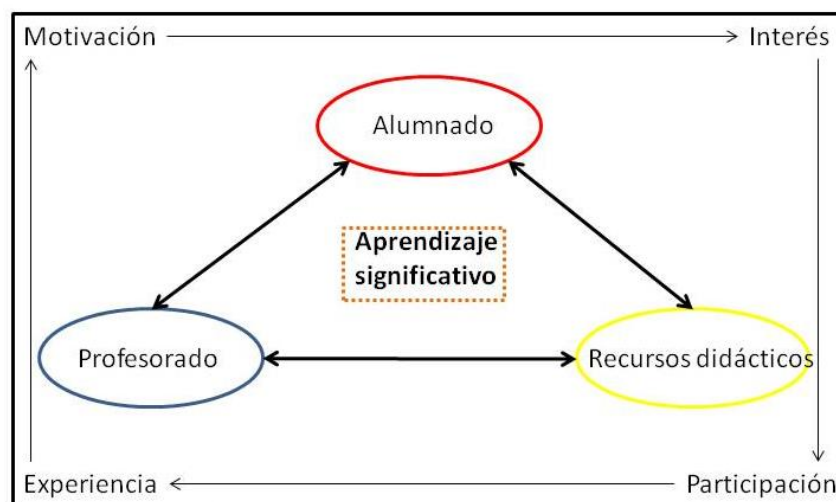 Motivación
Interés
Alumnado
Aprendizaje
significativo
Profesorado
Recursos didácticos
Experiencia
Participación